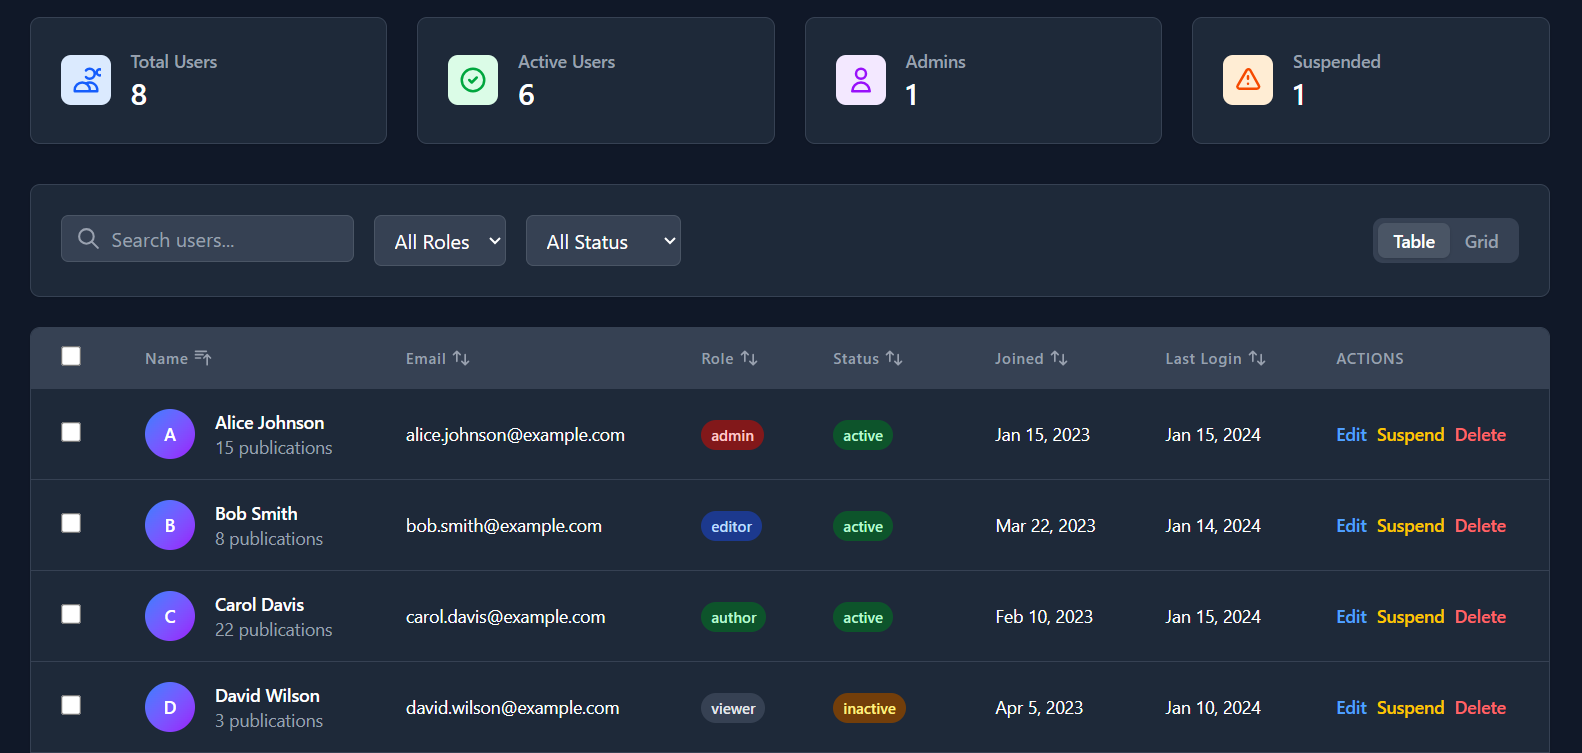 Total Users
8
Active Users
6
Admins
1
Suspended
1
Search users...
All Roles
All Status
Table Grid
Name Email Role Status Joined Last Login ACTIONS
A
Alice Johnson
15 publications
alice.johnson@example.com admin active Jan 15, 2023 Jan 15, 2024 Edit Suspend Delete
B
Bob Smith
8 publications
bob.smith@example.com editor active Mar 22, 2023 Jan 14, 2024 Edit Suspend Delete
C
Carol Davis
22 publications
carol.davis@example.com author active Feb 10, 2023 Jan 15, 2024 Edit Suspend Delete
D
David Wilson
3 publications
david.wilson@example.com viewer inactive Apr 5, 2023 Jan 10, 2024 Edit Suspend Delete